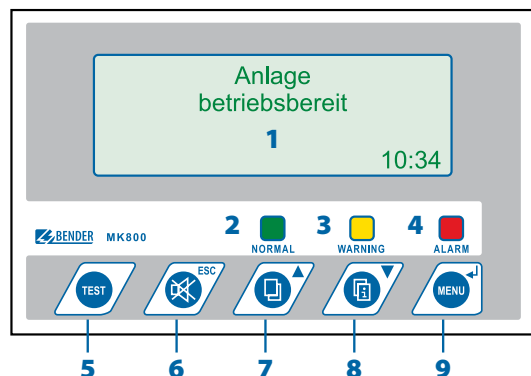 Anlage
betriebsbereit
1
10:34
BENDER MK800
2 3 4
NORMAL WARNING ALARM
TEST ESC i MENU
5 6 7 8 9